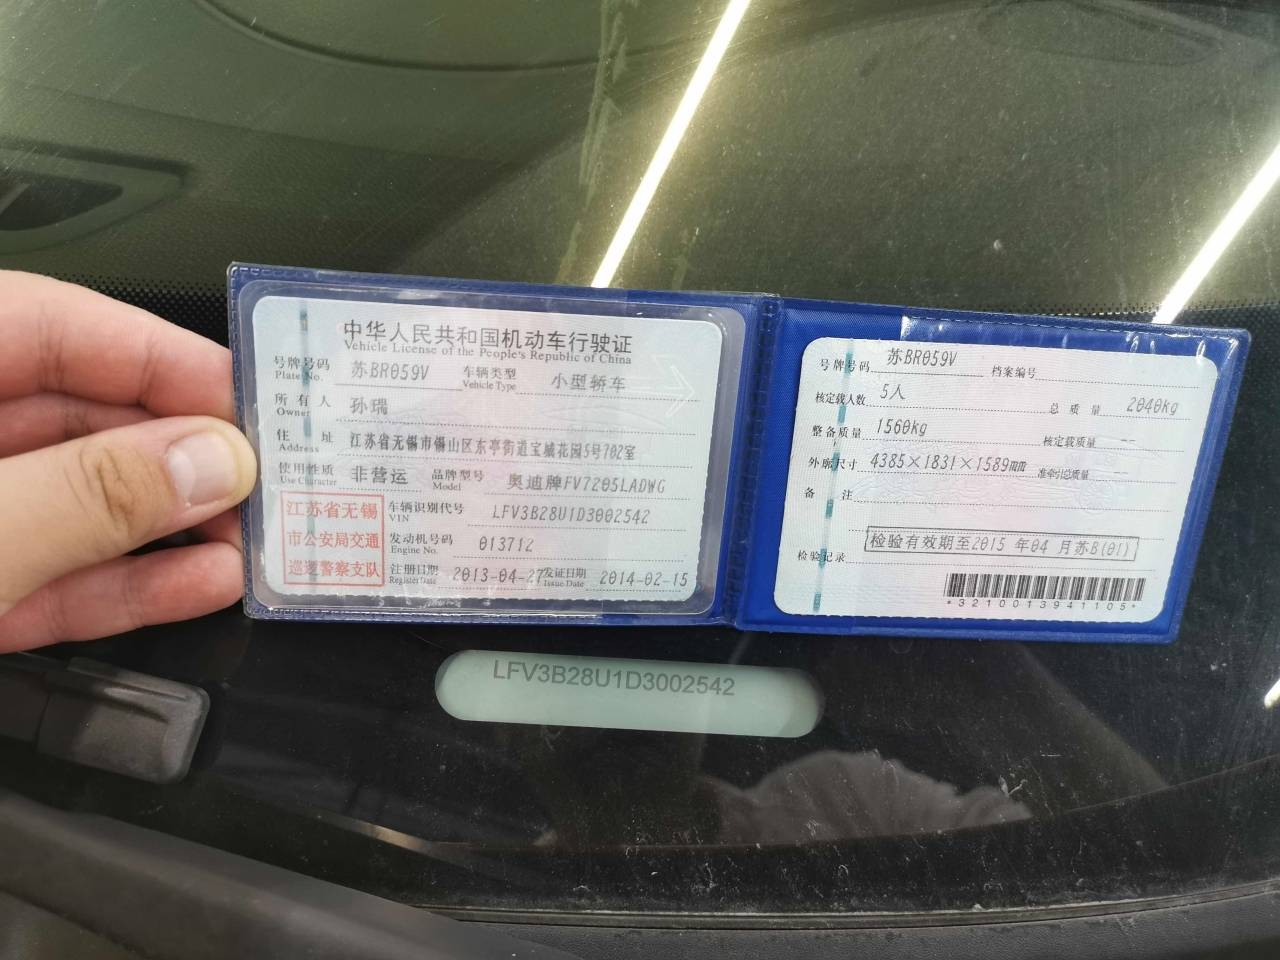 中华人民共和国机动车行驶证
Vehicle License of the People's Republic of China
号牌号码 Plate No. 苏BR059V 车辆类型 Vehicle Type 小型轿车
所有人 Owner 孙瑞
住址 Address 江苏省无锡市锡山区东亭街道宝城花园5号702室
使用性质 Use Character 非营运 品牌型号 Model 奥迪牌FV7205LADWG
江苏省无锡
市公安局交通
巡逻警察支队
车辆识别代号 VIN LFV3B28U1D3002542
发动机号码 Engine No. 013712
注册日期 Register Date 2013-04-27 发证日期 Issue Date 2014-02-15
号牌号码 苏BR059V 档案编号
核定载人数 5人 总质量 2040kg
整备质量 1560kg 核定载质量 --
外廓尺寸 4385×1831×1589mm 准牵引总质量 --
备注
检验记录 检验有效期至2015 年04 月苏B(01)
*3210013941105*
LFV3B28U1D3002542